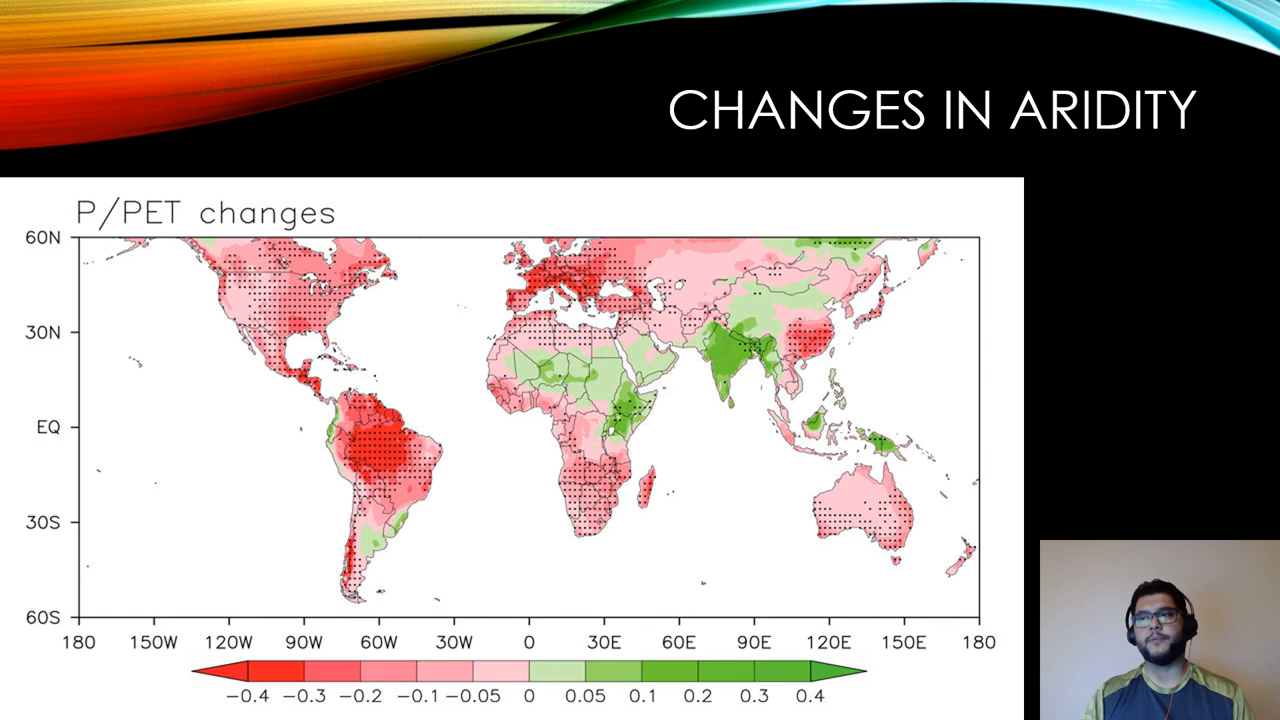 CHANGES IN ARIDITY
P/PET changes
60N
30N
EQ
30S
60S
180 150W 120W 90W 60W 30W 0 30E 60E 90E 120E 150E 180
−0.4 −0.3 −0.2 −0.1 −0.05 0 0.05 0.1 0.2 0.3 0.4